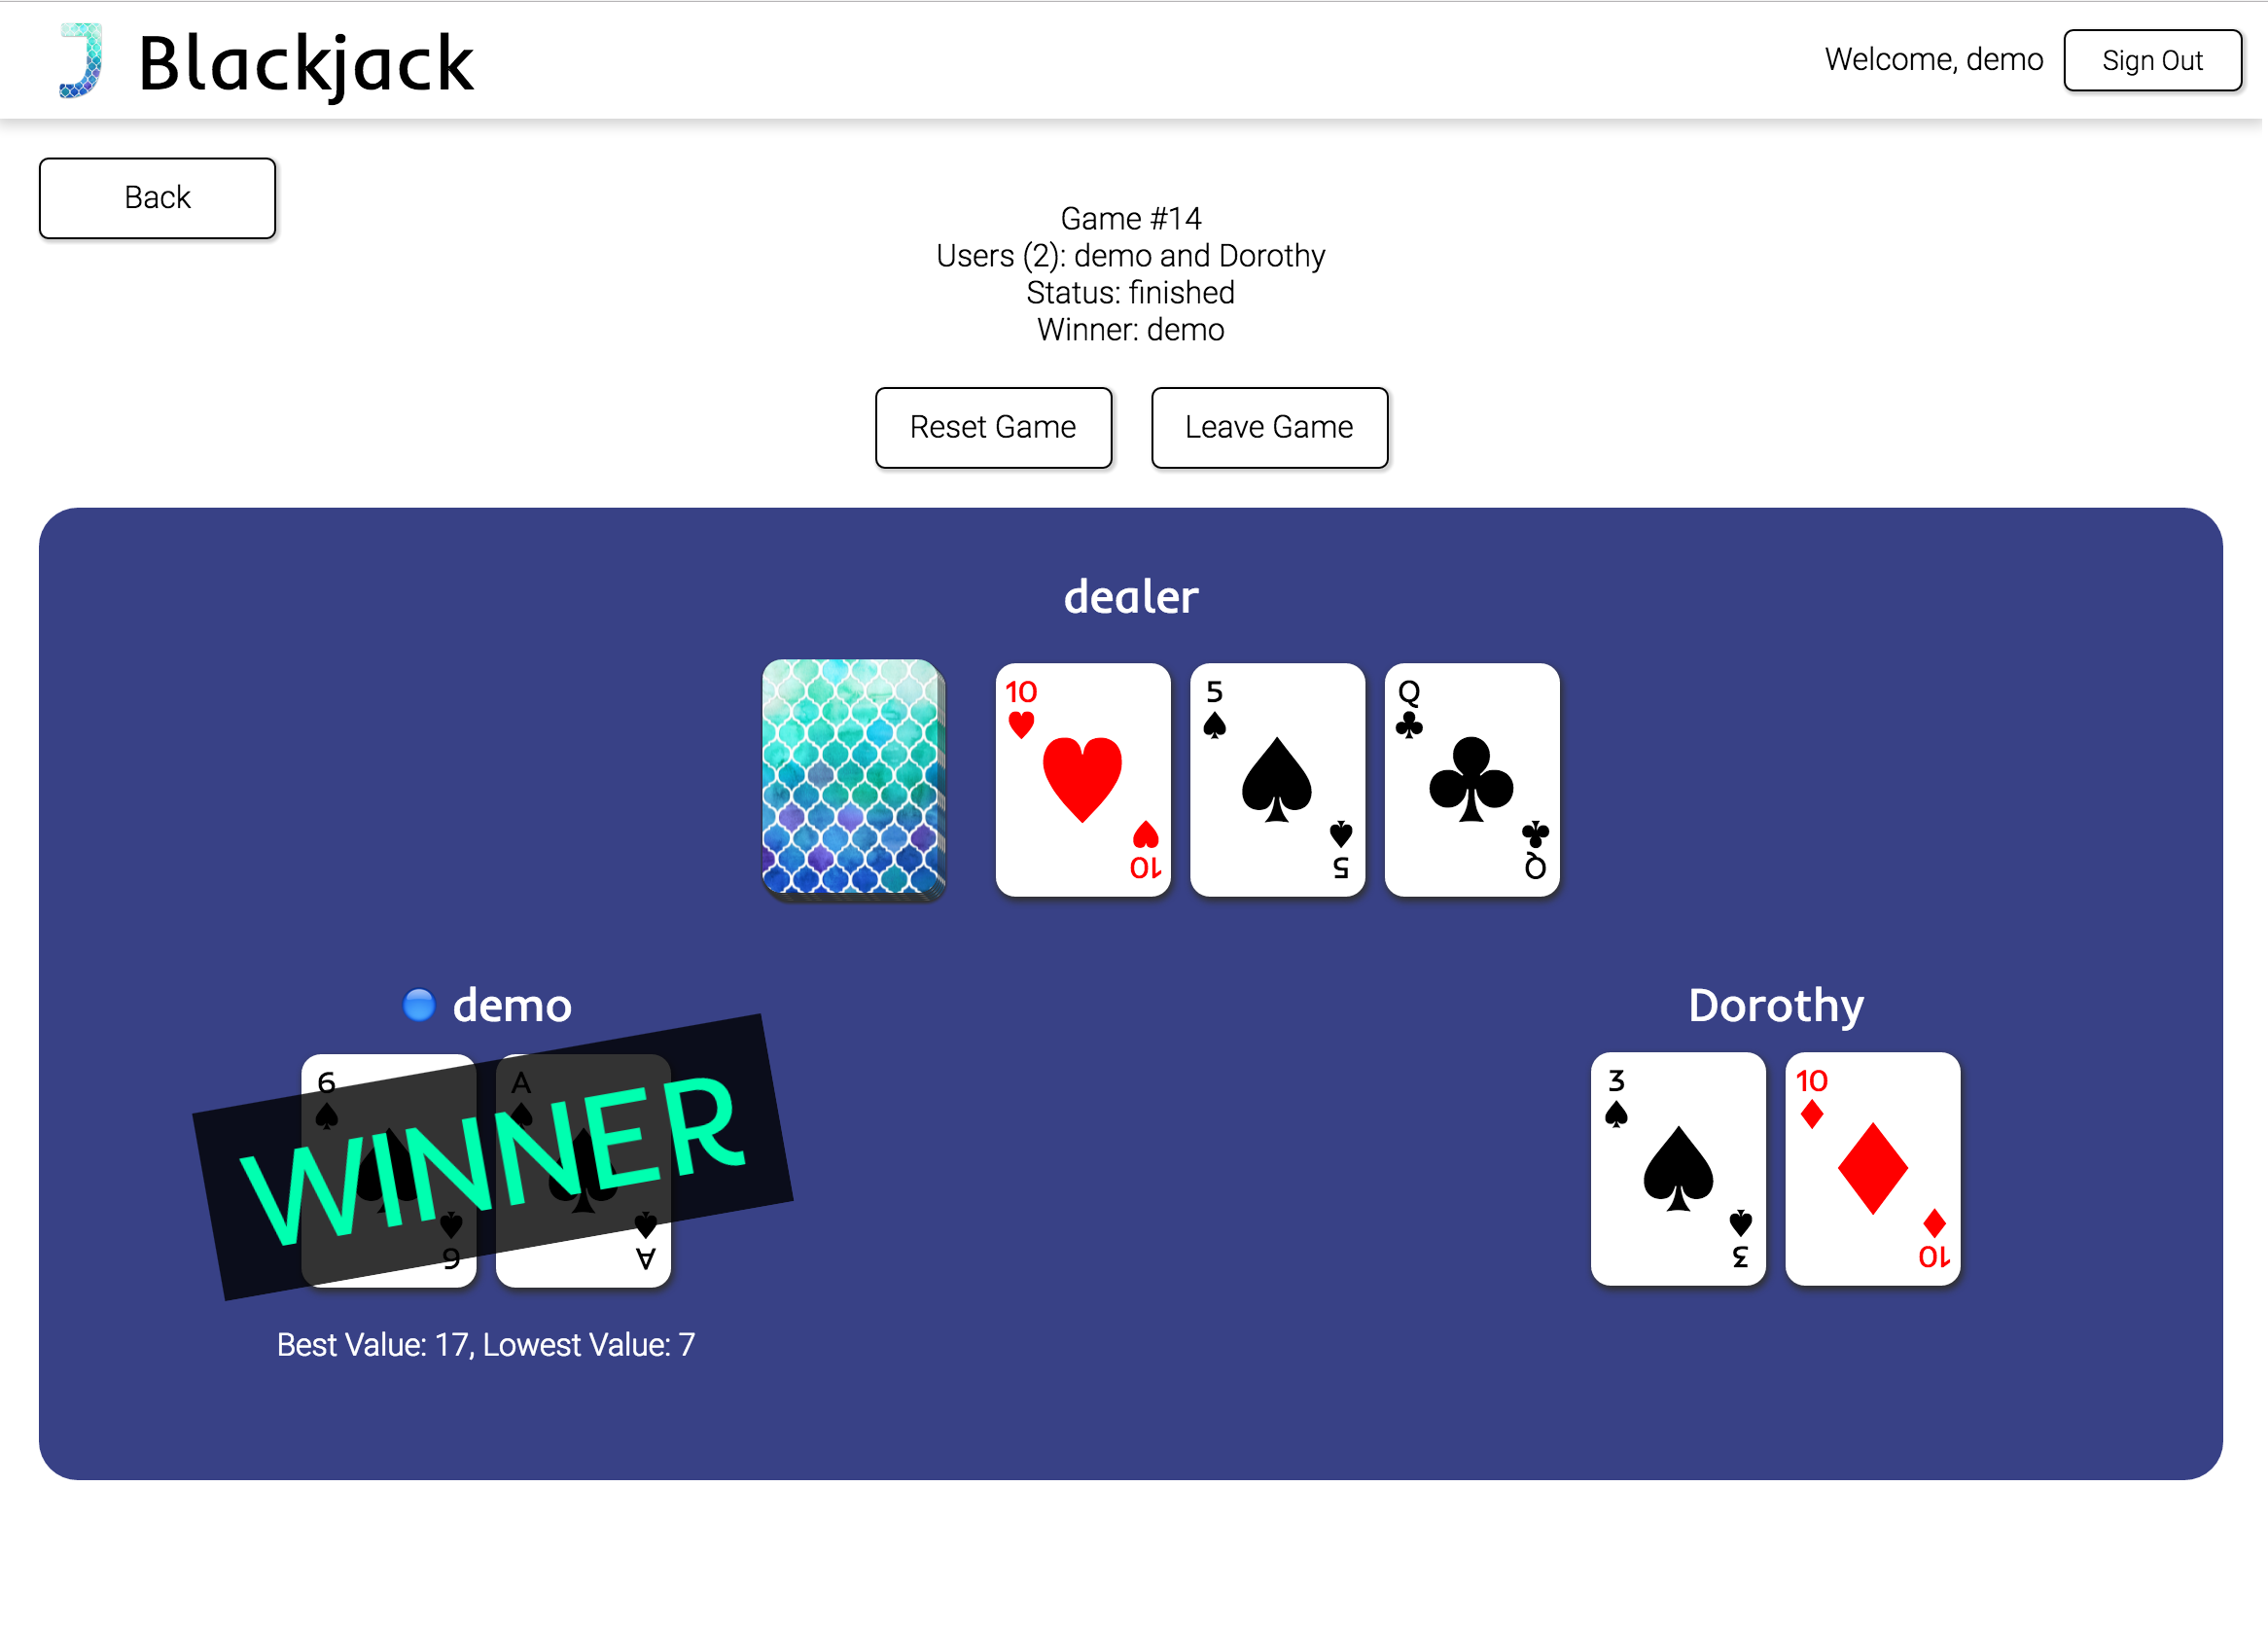 J Blackjack
Welcome, demo
Sign Out
Back
Game #14
Users (2): demo and Dorothy
Status: finished
Winner: demo
Reset Game
Leave Game
dealer
10
10
5
5
Q
Q
demo
Dorothy
6
6
A
A
WINNER
3
3
10
10
Best Value: 17, Lowest Value: 7